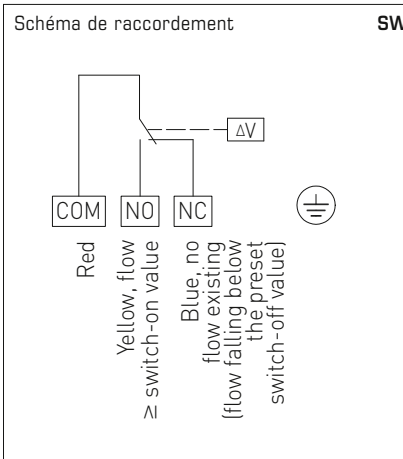 Schéma de raccordement
SW
ΔV
COM
NO
NC
Red
Yellow, flow
≥ switch-on value
Blue, no
flow existing
(flow falling below
the preset
switch-off value)